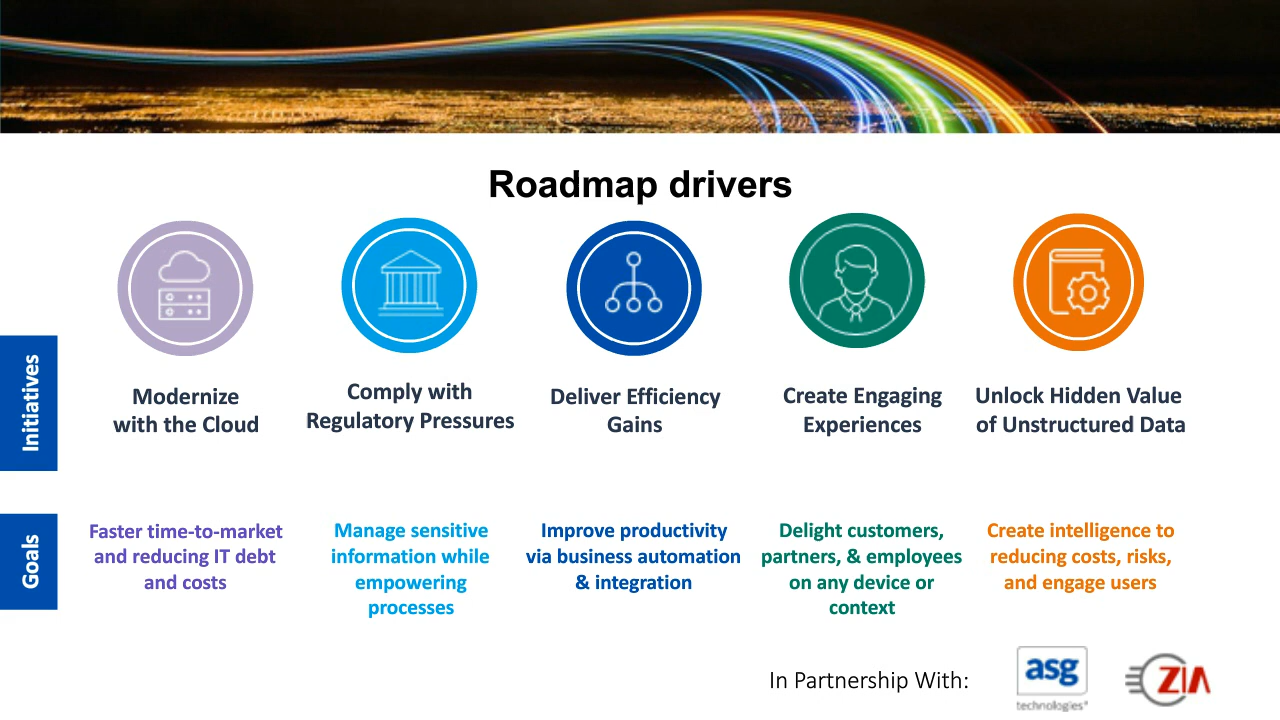 Roadmap drivers
Initiatives
Modernize
with the Cloud
Comply with
Regulatory Pressures
Deliver Efficiency
Gains
Create Engaging
Experiences
Unlock Hidden Value
of Unstructured Data
Goals
Faster time-to-market
and reducing IT debt
and costs
Manage sensitive
information while
empowering
processes
Improve productivity
via business automation
& integration
Delight customers,
partners, & employees
on any device or
context
Create intelligence to
reducing costs, risks,
and engage users
In Partnership With:
asg
technologies®
ZIA